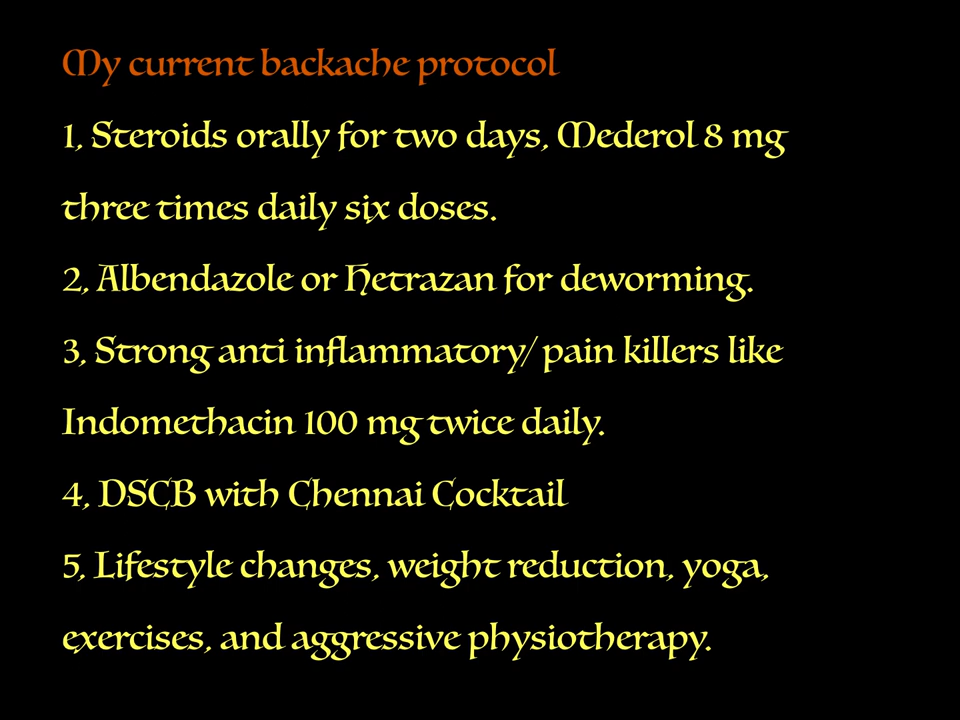 My current backache protocol
1, Steroids orally for two days, Mederol 8 mg
three times daily six doses.
2, Albendazole or Hetrazan for deworming.
3, Strong anti inflammatory/ pain killers like
Indomethacin 100 mg twice daily.
4, DSCB with Chennai Cocktail
5, Lifestyle changes, weight reduction, yoga,
exercises, and aggressive physiotherapy.